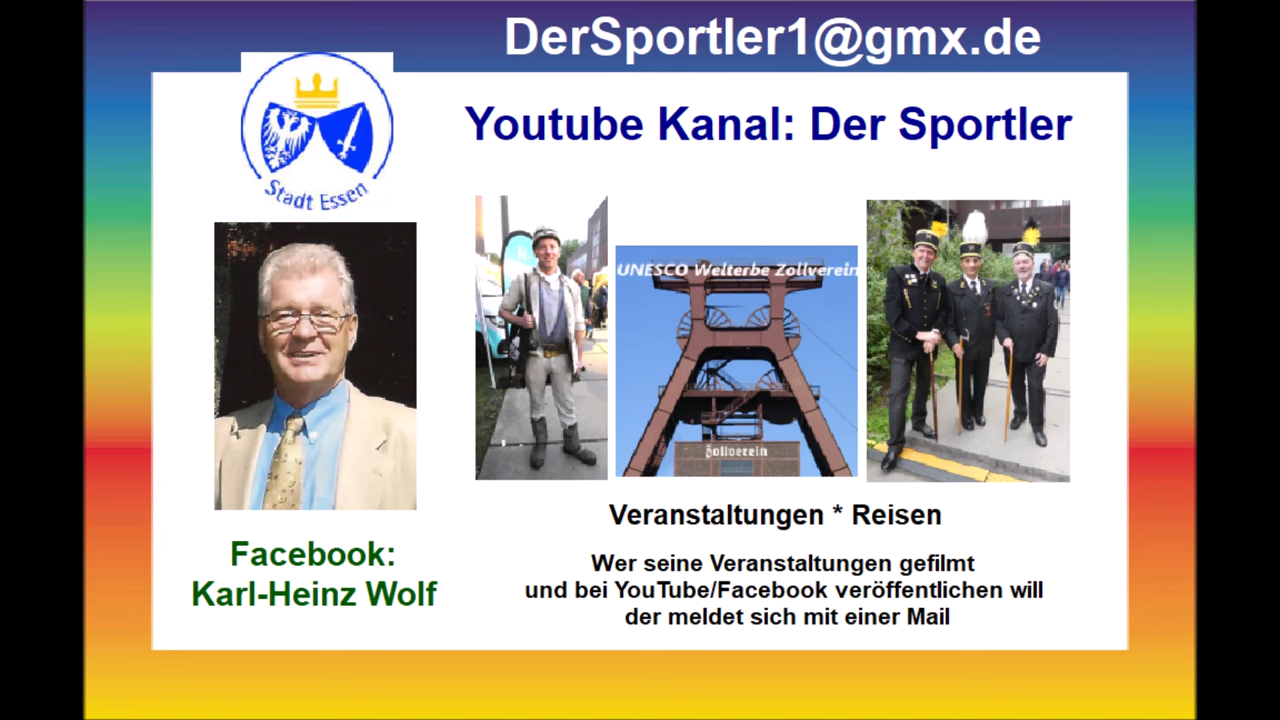 DerSportler1@gmx.de
Youtube Kanal: Der Sportler
Stadt Essen
UNESCO Welterbe Zollverein
Zollverein
Veranstaltungen * Reisen
Facebook:
Karl-Heinz Wolf
Wer seine Veranstaltungen gefilmt
und bei YouTube/Facebook veröffentlichen will
der meldet sich mit einer Mail